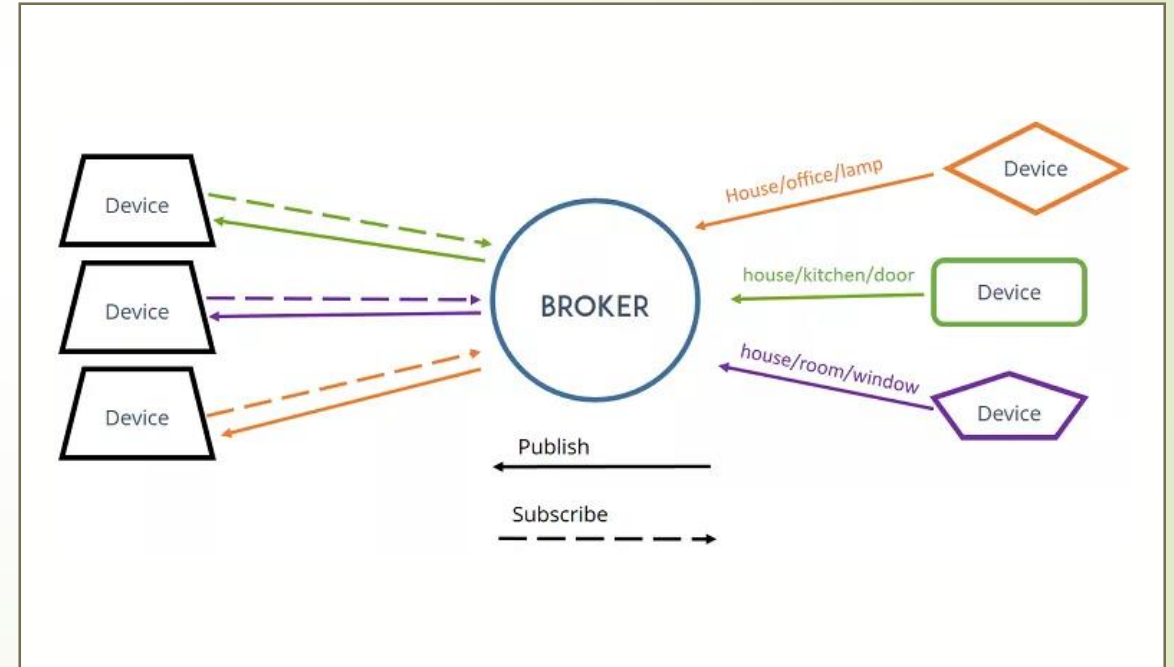 Device
Device
Device
BROKER
House/office/lamp
Device
house/kitchen/door
Device
house/room/window
Device
Publish
Subscribe